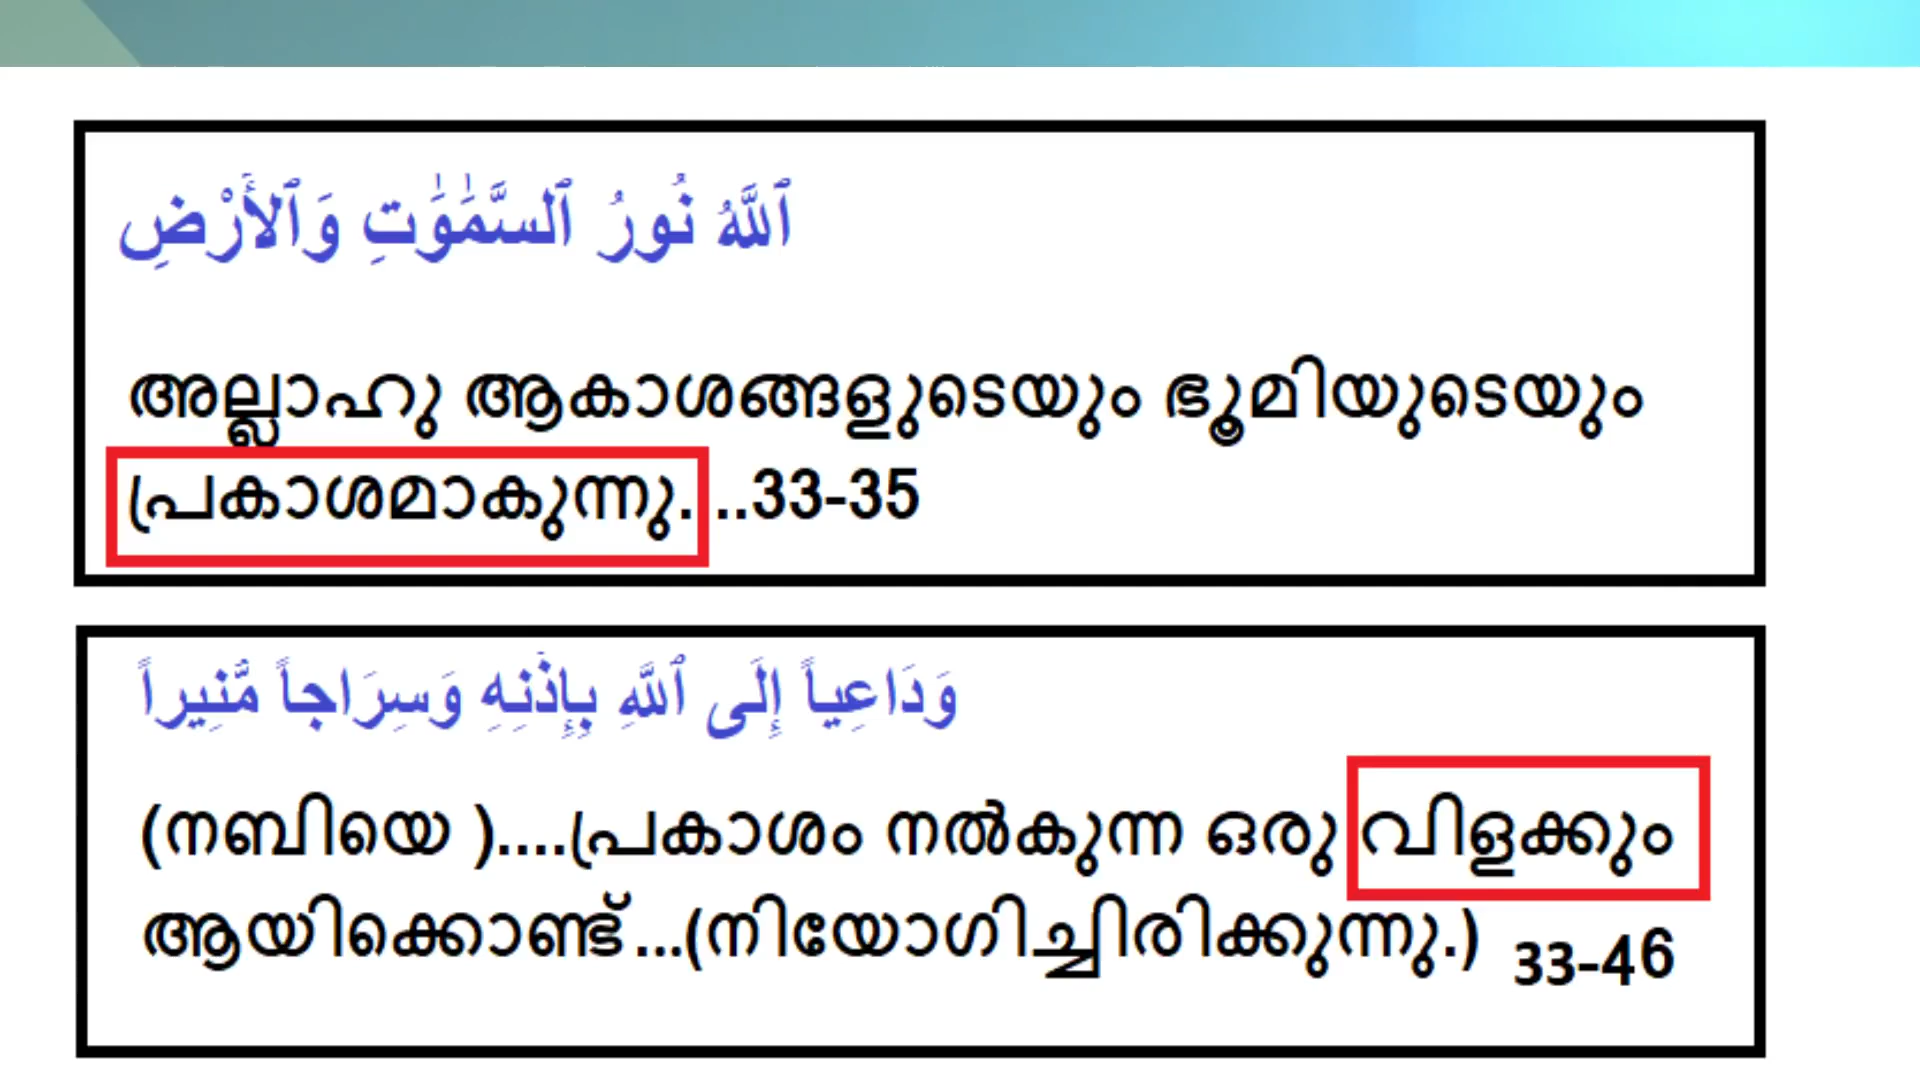 ٱللَّهُ نُورُ ٱلسَّمَٰوَٰتِ وَٱلأَرْضِ
അല്ലാഹു ആകാശങ്ങളുടെയും ഭൂമിയുടെയും
പ്രകാശമാകുന്നു. ..33-35
وَدَاعِياً إِلَى ٱللَّهِ بِإِذْنِهِ وَسِرَاجاً مُّنِيراً
(നബിയെ )....പ്രകാശം നൽകുന്ന ഒരു വിളക്കും
ആയിക്കൊണ്ട്...(നിയോഗിച്ചിരിക്കുന്നു.) 33-46